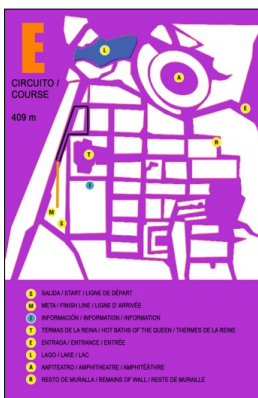 E
CIRCUITO /
COURSE
409 m
L
A
E
R
T
i
M
S
S SALIDA / START / LIGNE DE DÉPART
M META / FINISH LINE / LIGNE D' ARRIVÉE
i INFORMACIÓN / INFORMATION / INFORMATION
T TERMAS DE LA REINA / HOT BATHS OF THE QUEEN / THERMES DE LA REINE
E ENTRADA / ENTRANCE / ENTRÉE
L LAGO / LAKE / LAC
A ANFITEATRO / AMPHITEATRE / AMPHITÉÂTHRE
R RESTO DE MURALLA / REMAINS OF WALL / RESTE DE MURAILLE